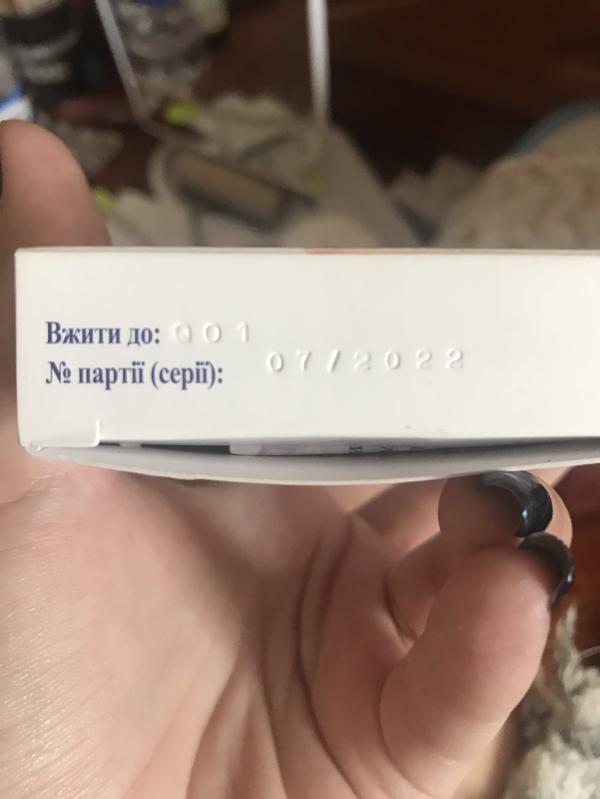 Вжити до: 001
07/2022
№ партії (серії):